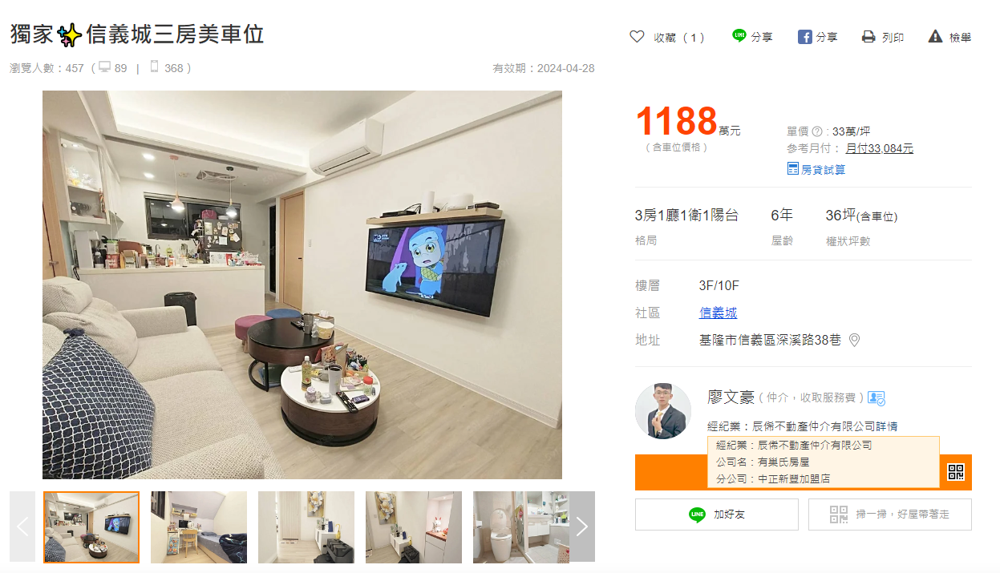 獨家✨信義城三房美車位
收藏 ( 1 )
LINE 分享
f 分享
列印
檢舉
瀏覽人數：457 ( 89 | 368 )
有效期：2024-04-28
1188萬元
( 含車位價格 )
單價 ? : 33萬/坪
參考月付： 月付33,084元
房貸試算
3房1廳1衛1陽台
格局
6年
屋齡
36坪(含車位)
權狀坪數
樓層 3F/10F
社區 信義城
地址 基隆市信義區深溪路38巷
廖文豪 ( 仲介，收取服務費 )
經紀業：辰俙不動產仲介有限公司詳情
經紀業：辰俙不動產仲介有限公司
公司名：有巢氏房屋
分公司：中正新豐加盟店
LINE 加好友
掃一掃，好屋帶著走